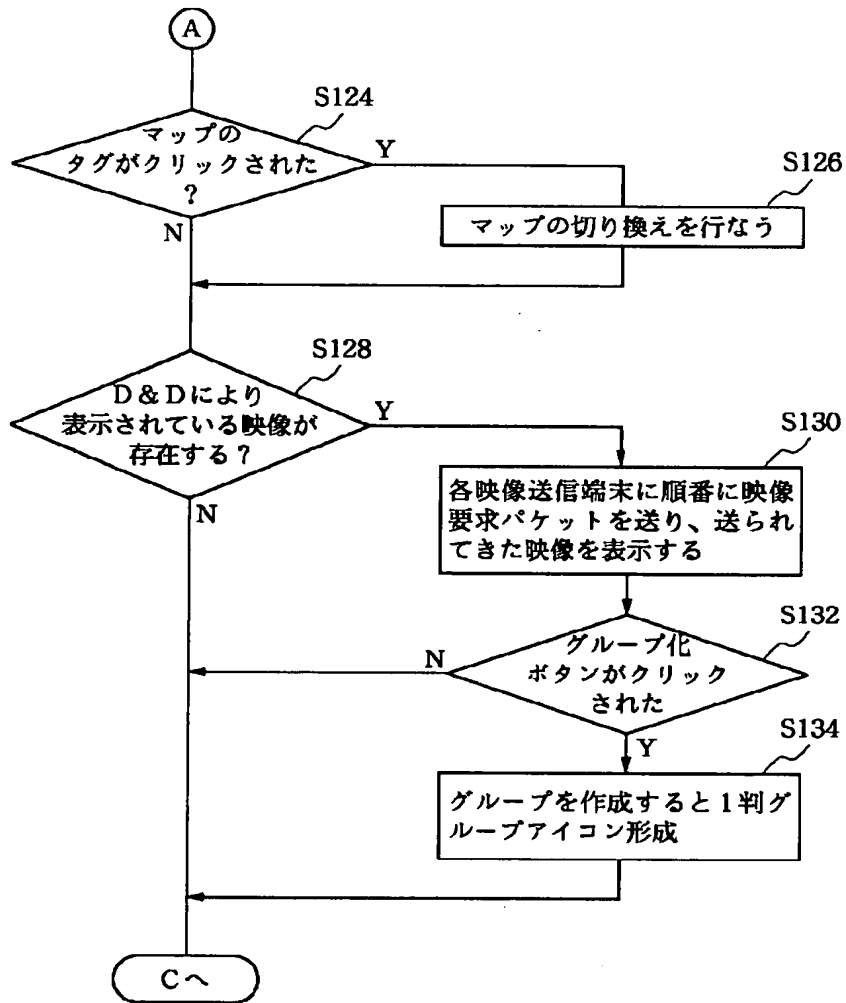 A
S124
マップの
タグがクリックされた
?
Y
N
S126
マップの切り換えを行なう
S128
D&Dにより
表示されている映像が
存在する?
Y
N
S130
各映像送信端末に順番に映像
要求パケットを送り、送られ
てきた映像を表示する
S132
グループ化
ボタンがクリック
された
N
Y
S134
グループを作成すると1判グ
ループアイコン形成
Cへ